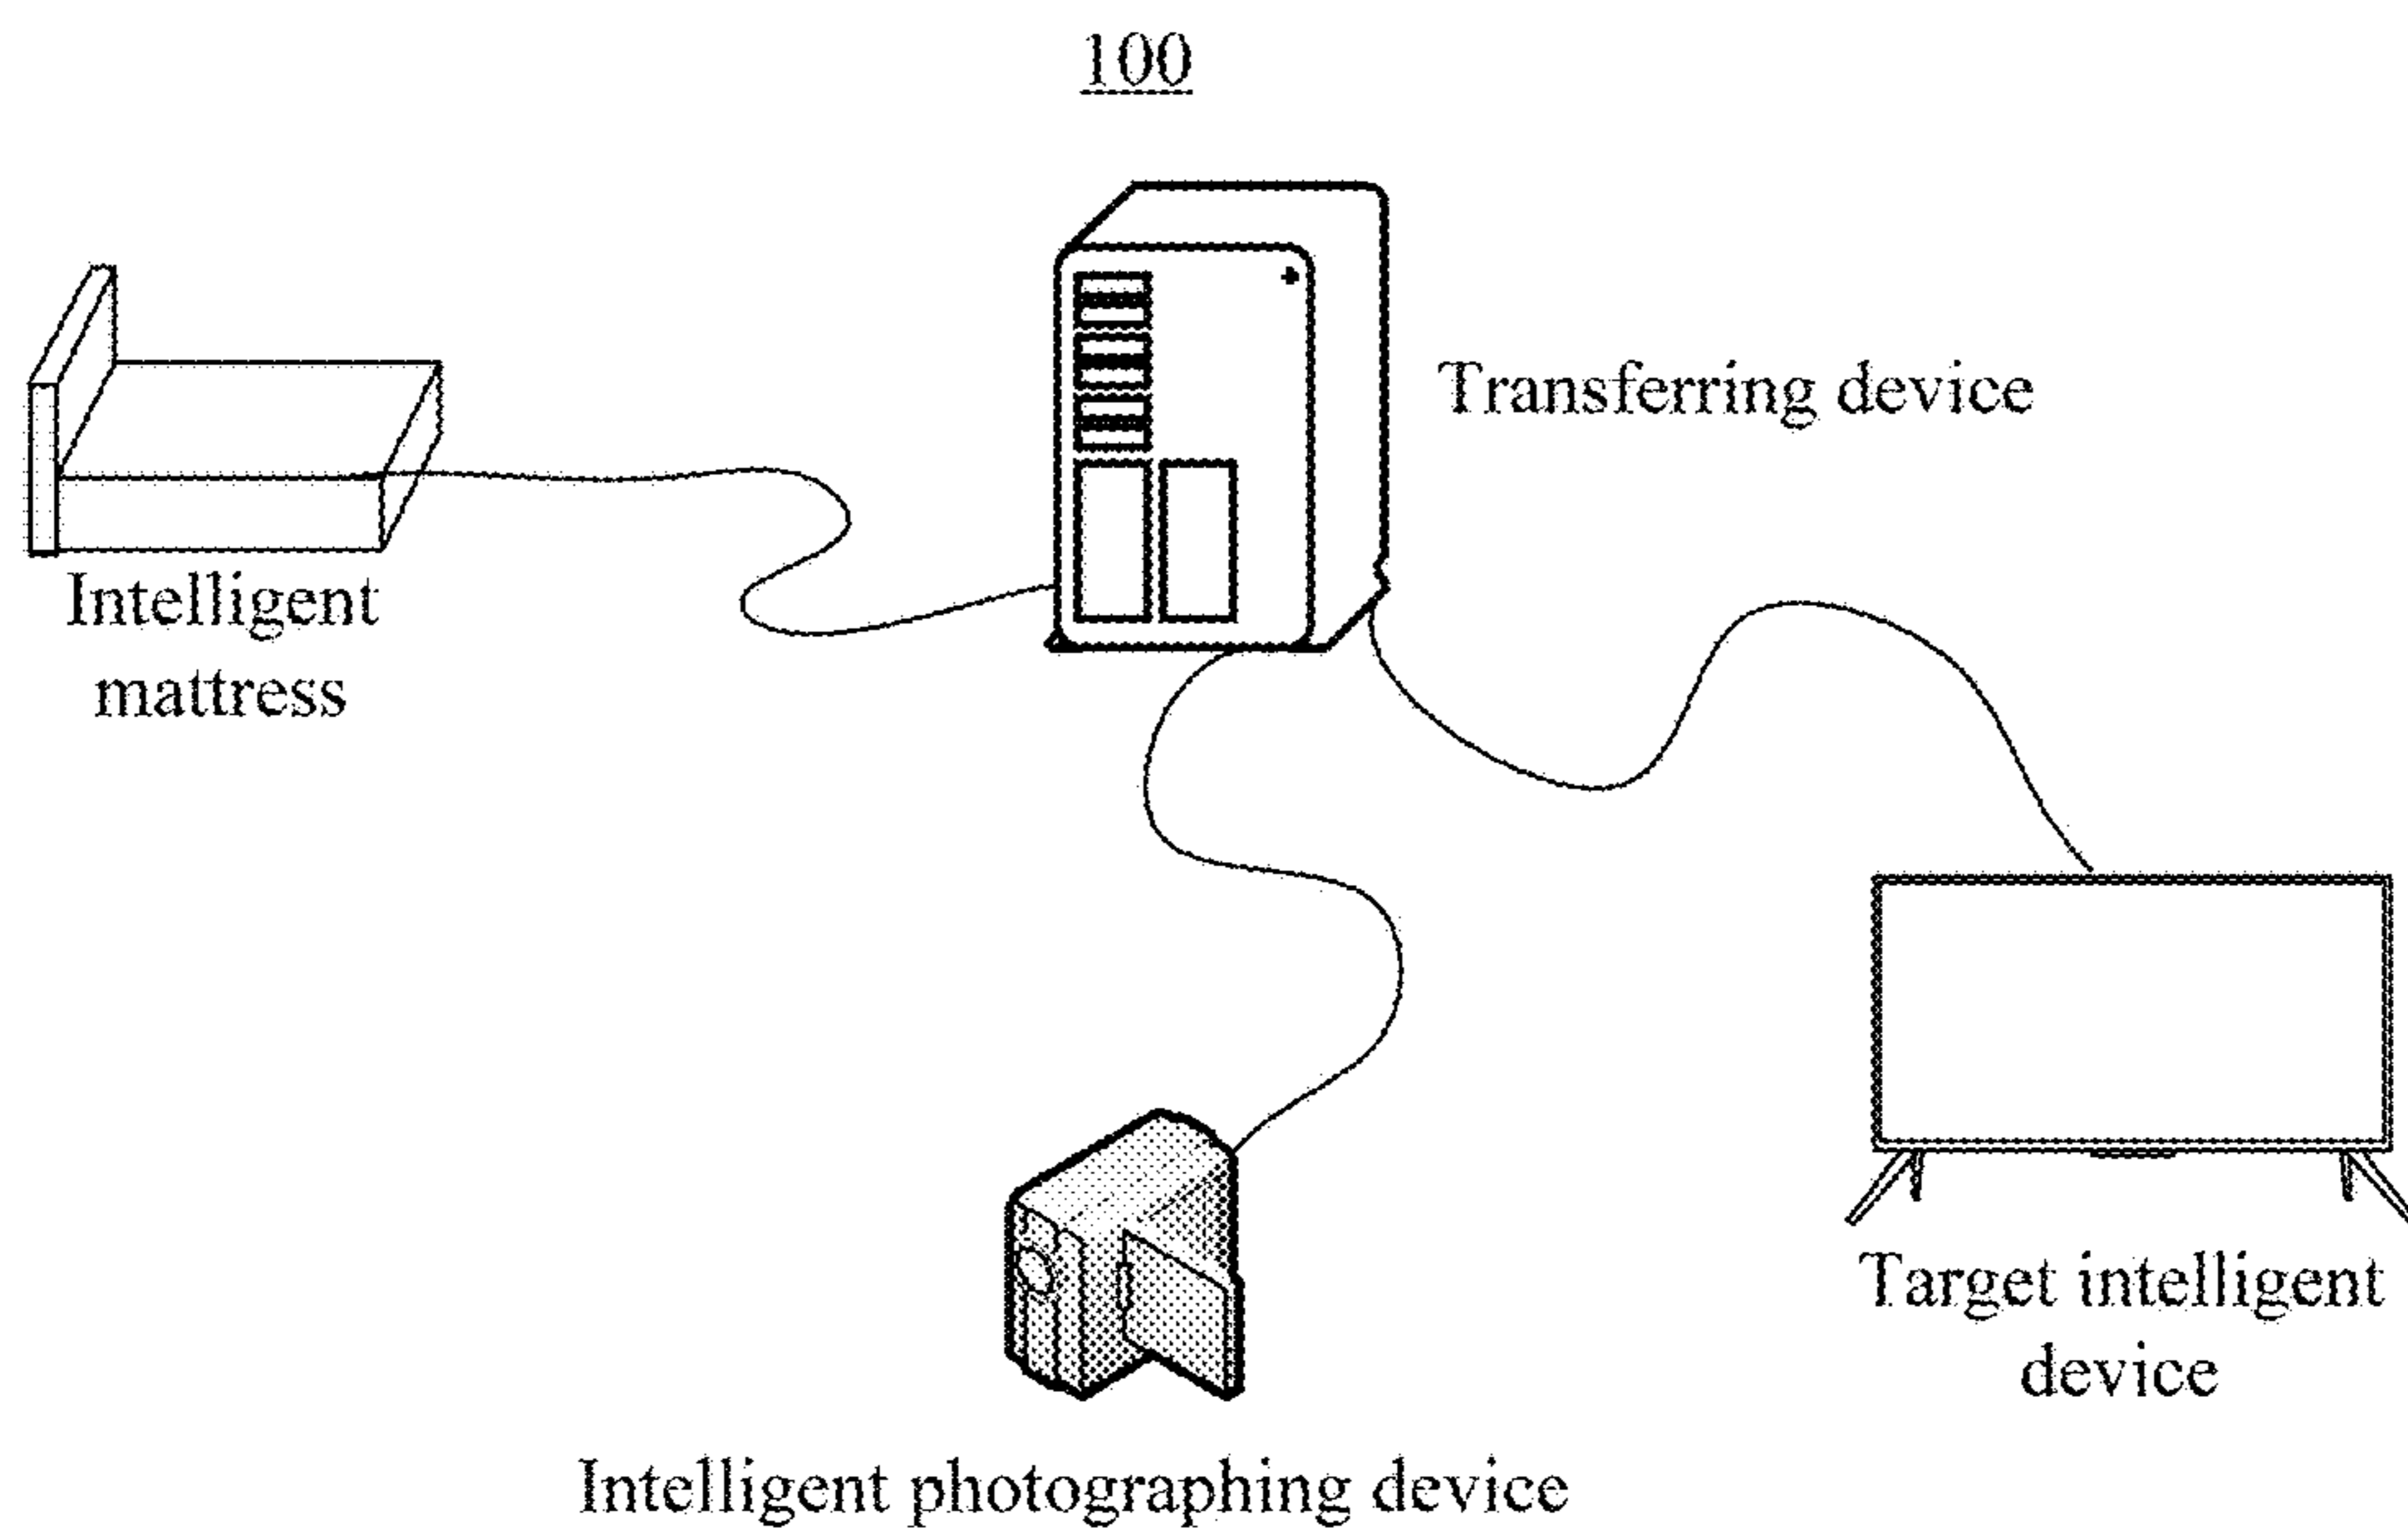 100
Transferring device
Intelligent
mattress
Target intelligent
device
Intelligent photographing device